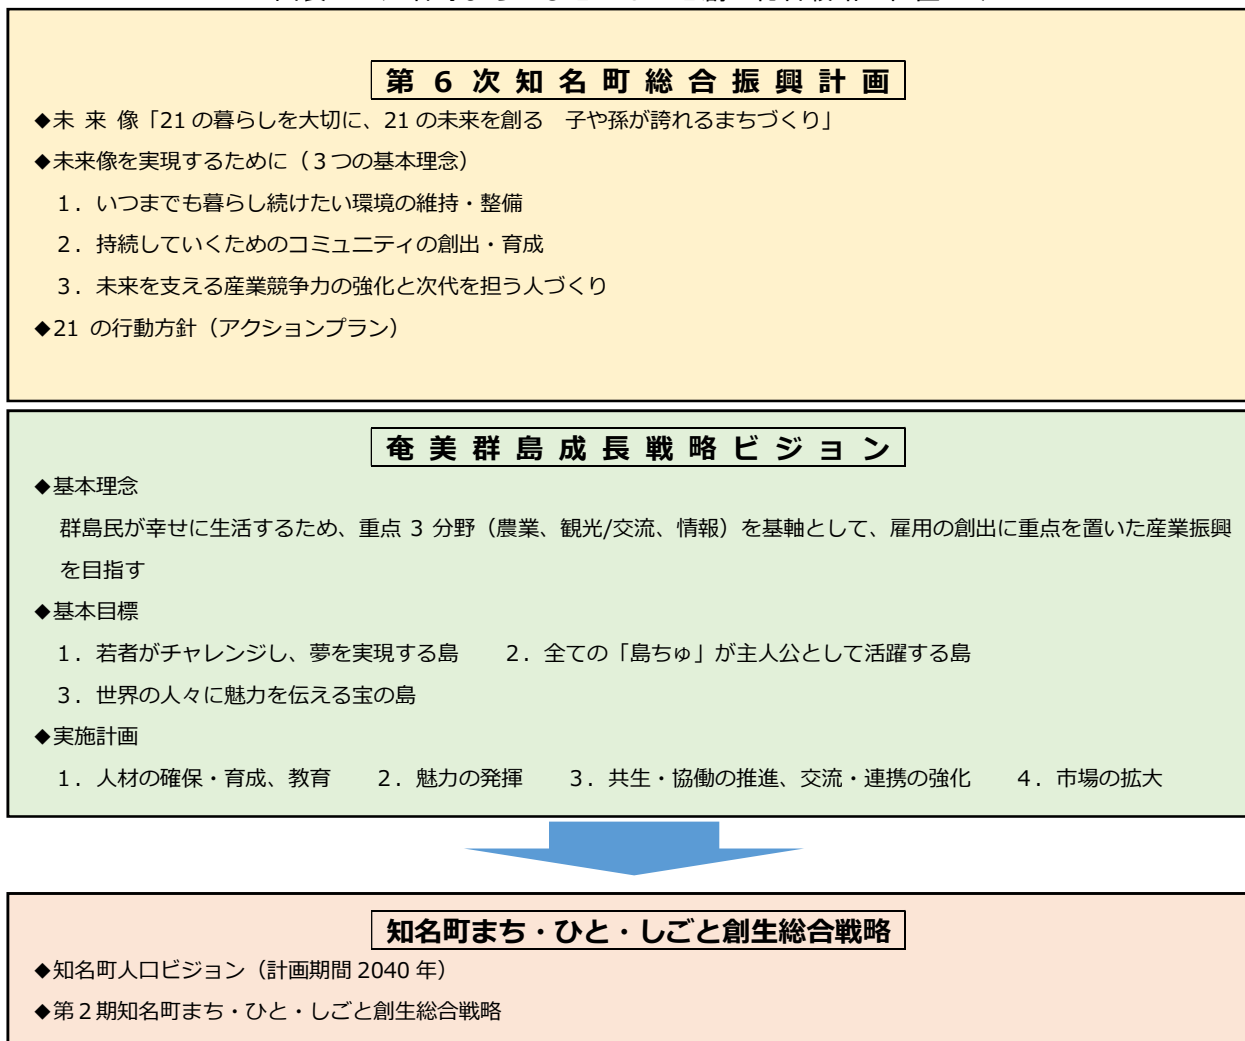 第６次知名町総合振興計画
◆未 来 像「21 の暮らしを大切に、21 の未来を創る　子や孫が誇れるまちづくり」
◆未来像を実現するために（３つの基本理念）
１．いつまでも暮らし続けたい環境の維持・整備
２．持続していくためのコミュニティの創出・育成
３．未来を支える産業競争力の強化と次代を担う人づくり
◆21 の行動方針（アクションプラン）
奄美群島成長戦略ビジョン
◆基本理念
群島民が幸せに生活するため、重点 3 分野（農業、観光/交流、情報）を基軸として、雇用の創出に重点を置いた産業振興
を目指す
◆基本目標
１．若者がチャレンジし、夢を実現する島　　２．全ての「島ちゅ」が主人公として活躍する島
３．世界の人々に魅力を伝える宝の島
◆実施計画
１．人材の確保・育成、教育　　２．魅力の発揮　　３．共生・協働の推進、交流・連携の強化　　４．市場の拡大
知名町まち・ひと・しごと創生総合戦略
◆知名町人口ビジョン（計画期間 2040 年）
◆第２期知名町まち・ひと・しごと創生総合戦略